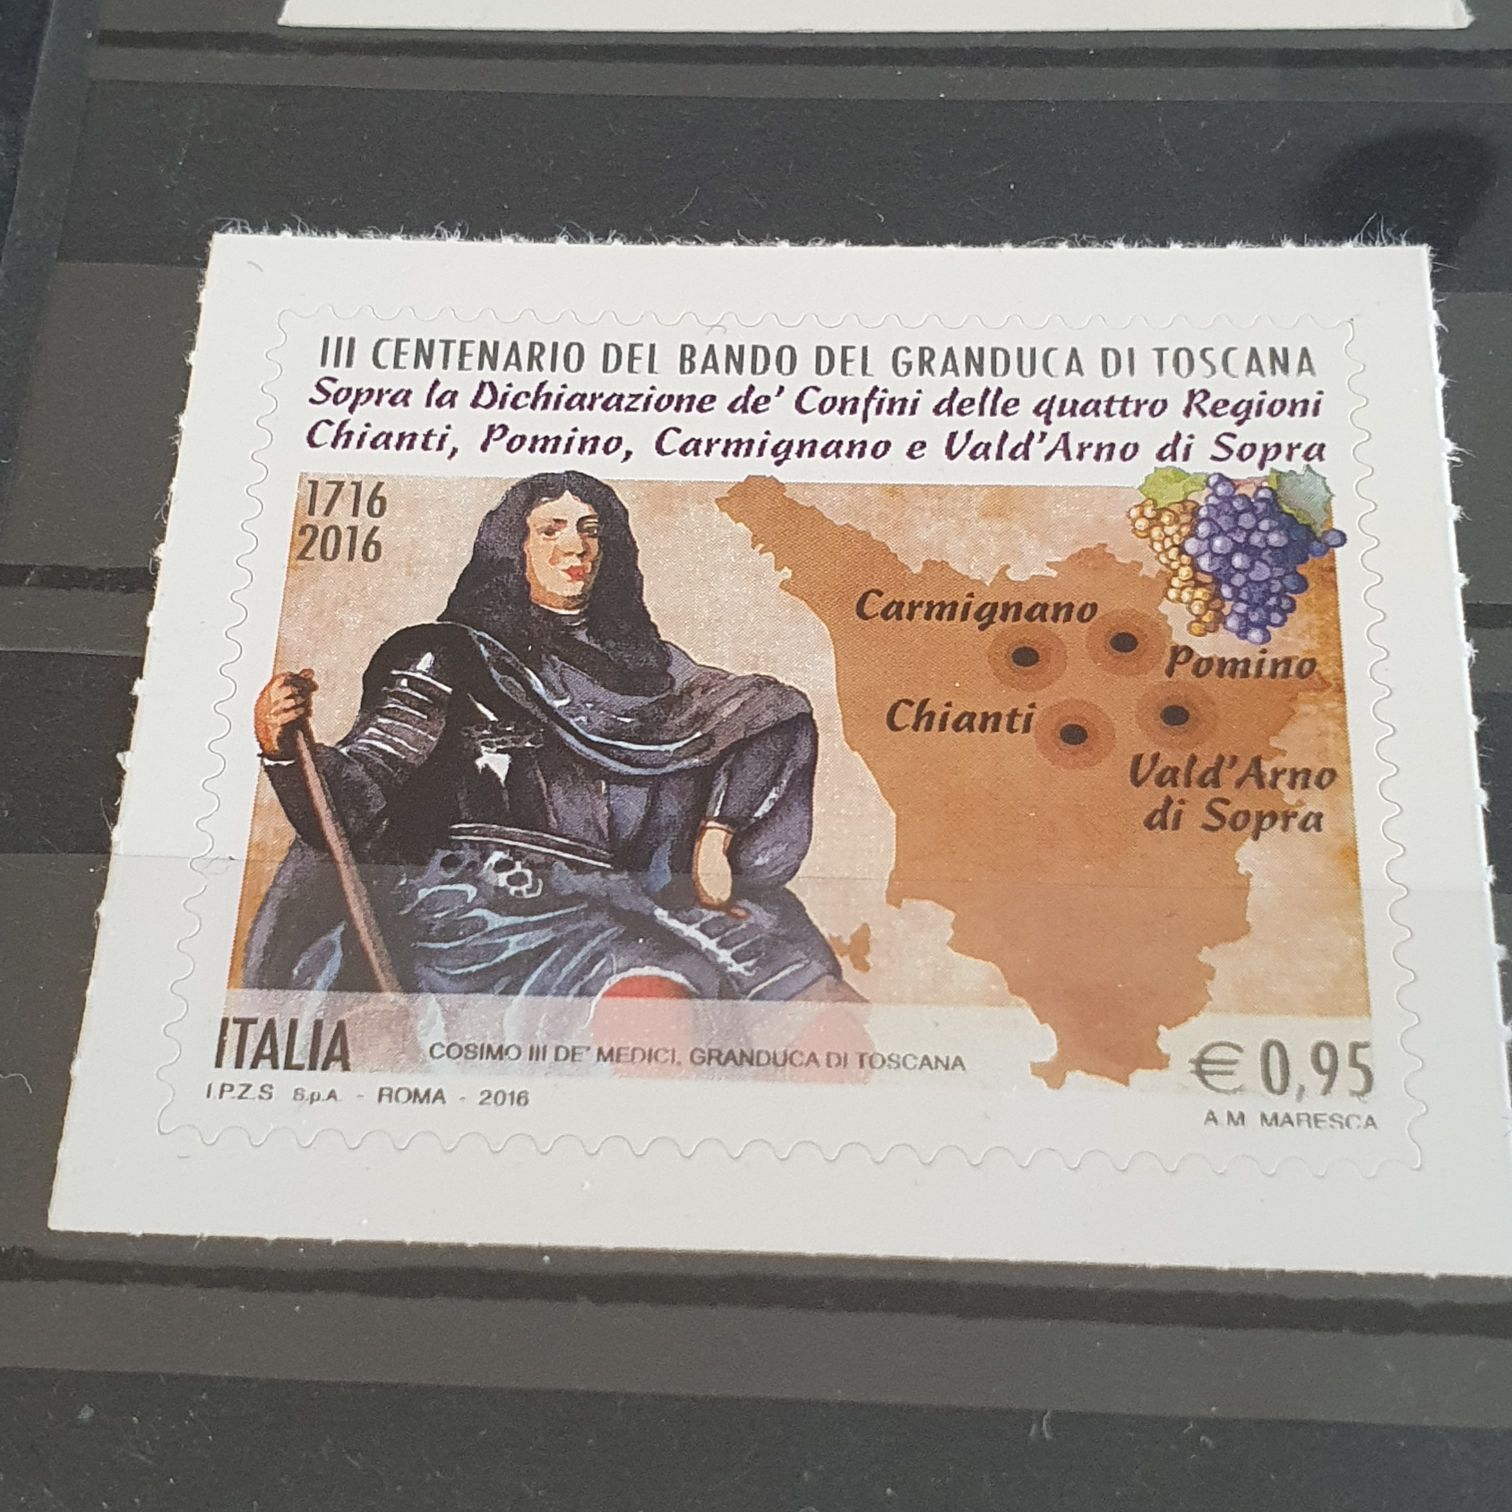 III CENTENARIO DEL BANDO DEL GRANDUCA DI TOSCANA
Sopra la Dichiarazione de' Confini delle quattro Regioni
Chianti, Pomino, Carmignano e Vald'Arno di Sopra
1716
2016
Carmignano
Pomino
Chianti
Vald'Arno
di Sopra
ITALIA
COSIMO III DE' MEDICI, GRANDUCA DI TOSCANA
€ 0,95
I.P.Z.S. S.p.A. - ROMA - 2016
A.M. MARESCA